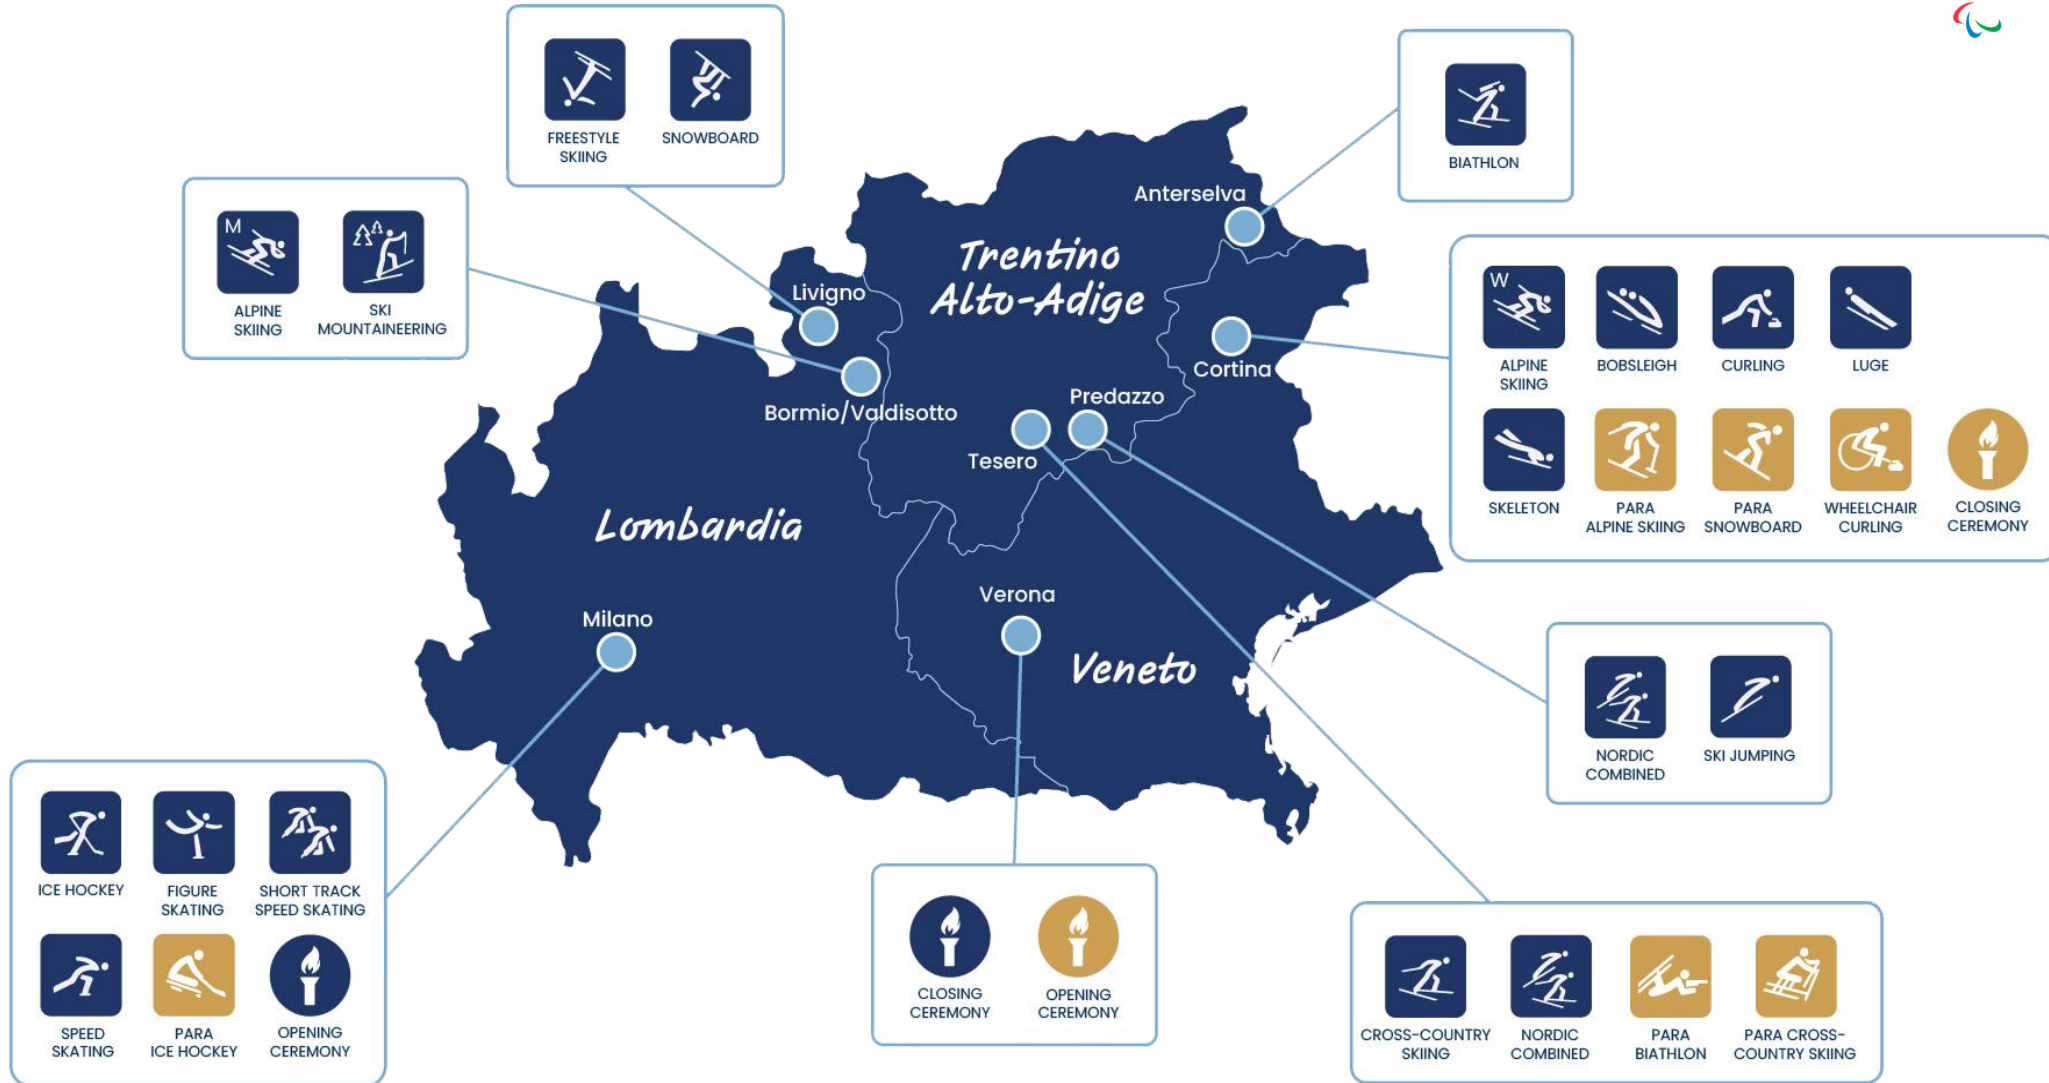 FREESTYLE
SKIING
SNOWBOARD
BIATHLON
M
ALPINE
SKIING
SKI
MOUNTAINEERING
Anterselva
Trentino
Alto-Adige
Livigno
Bormio/Valdisotto
Cortina
Predazzo
Tesero
W
ALPINE
SKIING
BOBSLEIGH
CURLING
LUGE
SKELETON
PARA
ALPINE SKIING
PARA
SNOWBOARD
WHEELCHAIR
CURLING
CLOSING
CEREMONY
Lombardia
Milano
Verona
Veneto
NORDIC
COMBINED
SKI JUMPING
ICE HOCKEY
FIGURE
SKATING
SHORT TRACK
SPEED SKATING
SPEED
SKATING
PARA
ICE HOCKEY
OPENING
CEREMONY
CLOSING
CEREMONY
OPENING
CEREMONY
CROSS-COUNTRY
SKIING
NORDIC
COMBINED
PARA
BIATHLON
PARA CROSS-
COUNTRY SKIING